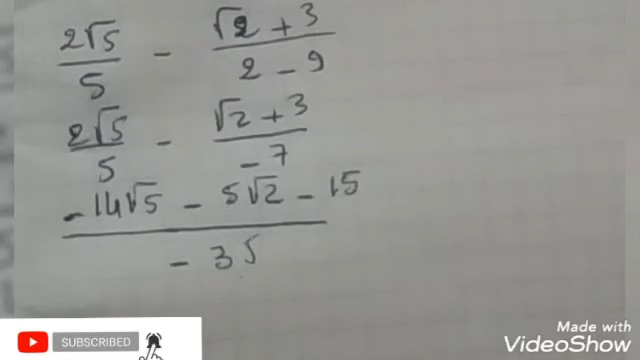 2√5/5 - (√2 + 3)/(2 - 9)
2√5/5 - (√2 + 3)/(-7)
(-14√5 - 5√2 - 15)/(-35)
SUBSCRIBED
Made with
VideoShow